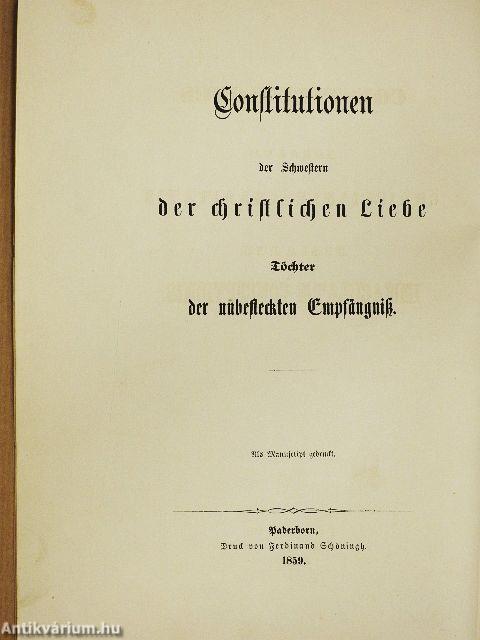 Constitutionen
der Schwestern
der christlichen Liebe
Töchter
der unbefleckten Empfängniß.
Als Manuscript gedruckt.
Paderborn,
Druck von Ferdinand Schöningh.
1859.
Antikvárium.hu